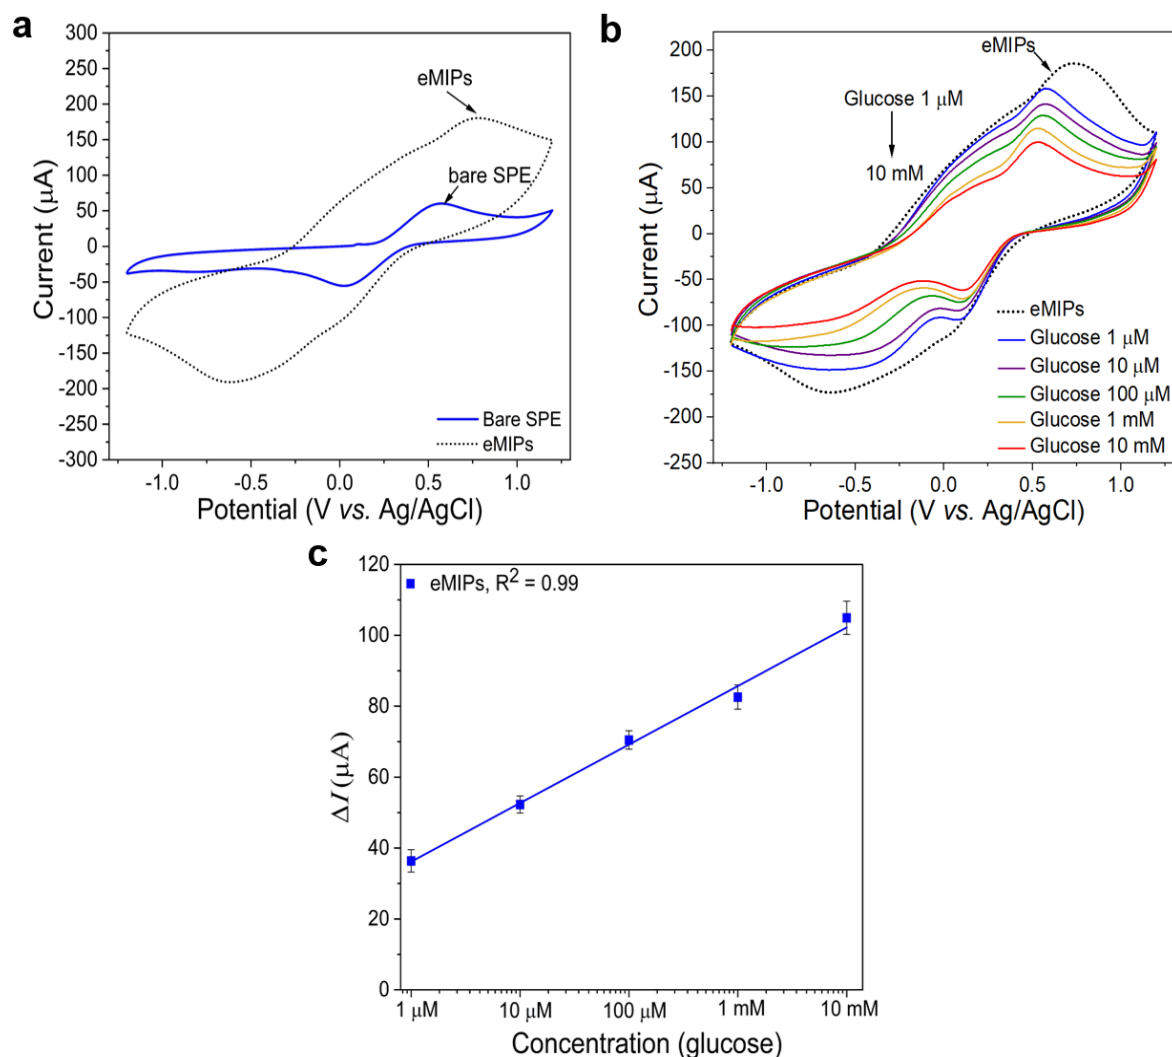 a
300
250
200
150
100
50
0
-50
-100
-150
-200
-250
-300
Current (μA)
eMIPs
bare SPE
Bare SPE
eMIPs
-1.0
-0.5
0.0
0.5
1.0
Potential (V vs. Ag/AgCl)
b
200
150
100
50
0
-50
-100
-150
-200
-250
Current (μA)
eMIPs
Glucose 1 μM
10 mM
eMIPs
Glucose 1 μM
Glucose 10 μM
Glucose 100 μM
Glucose 1 mM
Glucose 10 mM
-1.0
-0.5
0.0
0.5
1.0
Potential (V vs. Ag/AgCl)
c
120
100
80
60
40
20
0
ΔI (μA)
eMIPs, R² = 0.99
1 μM
10 μM
100 μM
1 mM
10 mM
Concentration (glucose)